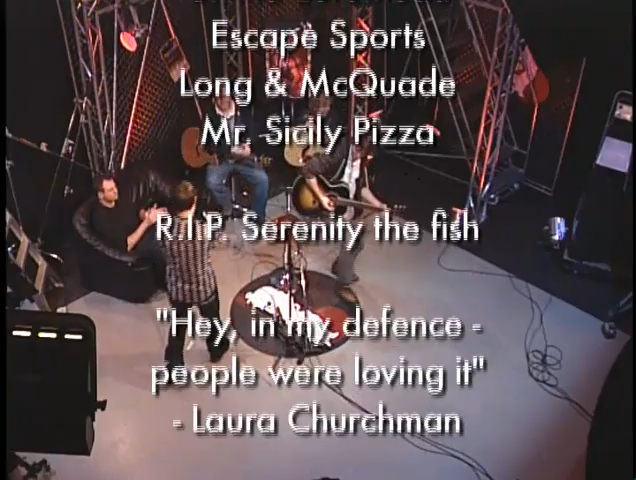 Escape Sports
Long & McQuade
Mr. Sicily Pizza
R.I.P. Serenity the fish
"Hey, in my defence -
people were loving it"
- Laura Churchman